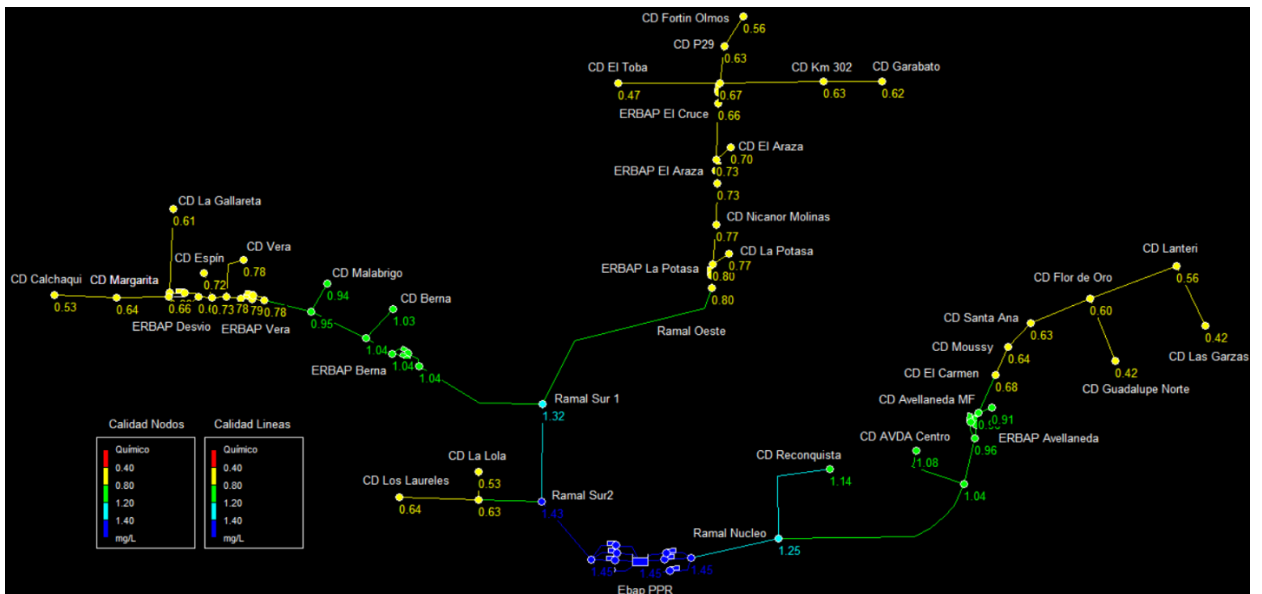 CD Fortin Olmos
0.56
CD P29
0.63
CD El Toba
CD Km 302
CD Garabato
0.47
0.67
0.63
0.62
0.66
ERBAP El Cruce
CD El Araza
0.70
ERBAP El Araza
0.73
0.73
CD Nicanor Molinas
0.77
CD La Potasa
0.77
ERBAP La Potasa
0.80
0.80
Ramal Oeste
CD La Gallareta
0.61
CD Vera
CD Espín
0.78
0.72
CD Calchaqui
CD Margarita
0.53
0.64
0.66
0.73
78
79
0.78
ERBAP Desvio
ERBAP Vera
CD Malabrigo
0.94
0.95
CD Berna
1.03
1.04
1.04
1.04
ERBAP Berna
Ramal Sur 1
1.32
CD La Lola
0.53
CD Los Laureles
0.64
0.63
Ramal Sur2
1.43
1.45
1.45
1.45
Ebap PPR
Ramal Nucleo
1.25
CD Reconquista
1.14
CD AVDA Centro
1.08
1.04
CD Avellaneda MF
0.91
ERBAP Avellaneda
0.96
CD El Carmen
0.68
CD Moussy
0.64
CD Santa Ana
0.63
CD Flor de Oro
0.60
CD Lanteri
0.56
0.42
CD Las Garzas
0.42
CD Guadalupe Norte
Calidad Nodos
Químico
0.40
0.80
1.20
1.40
mg/L
Calidad Lineas
Químico
0.40
0.80
1.20
1.40
mg/L